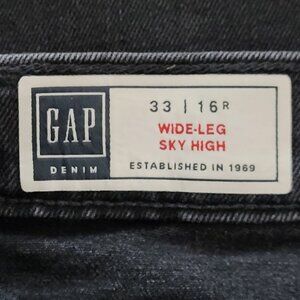 GAP
DENIM
33 | 16R
WIDE-LEG
SKY HIGH
ESTABLISHED IN 1969